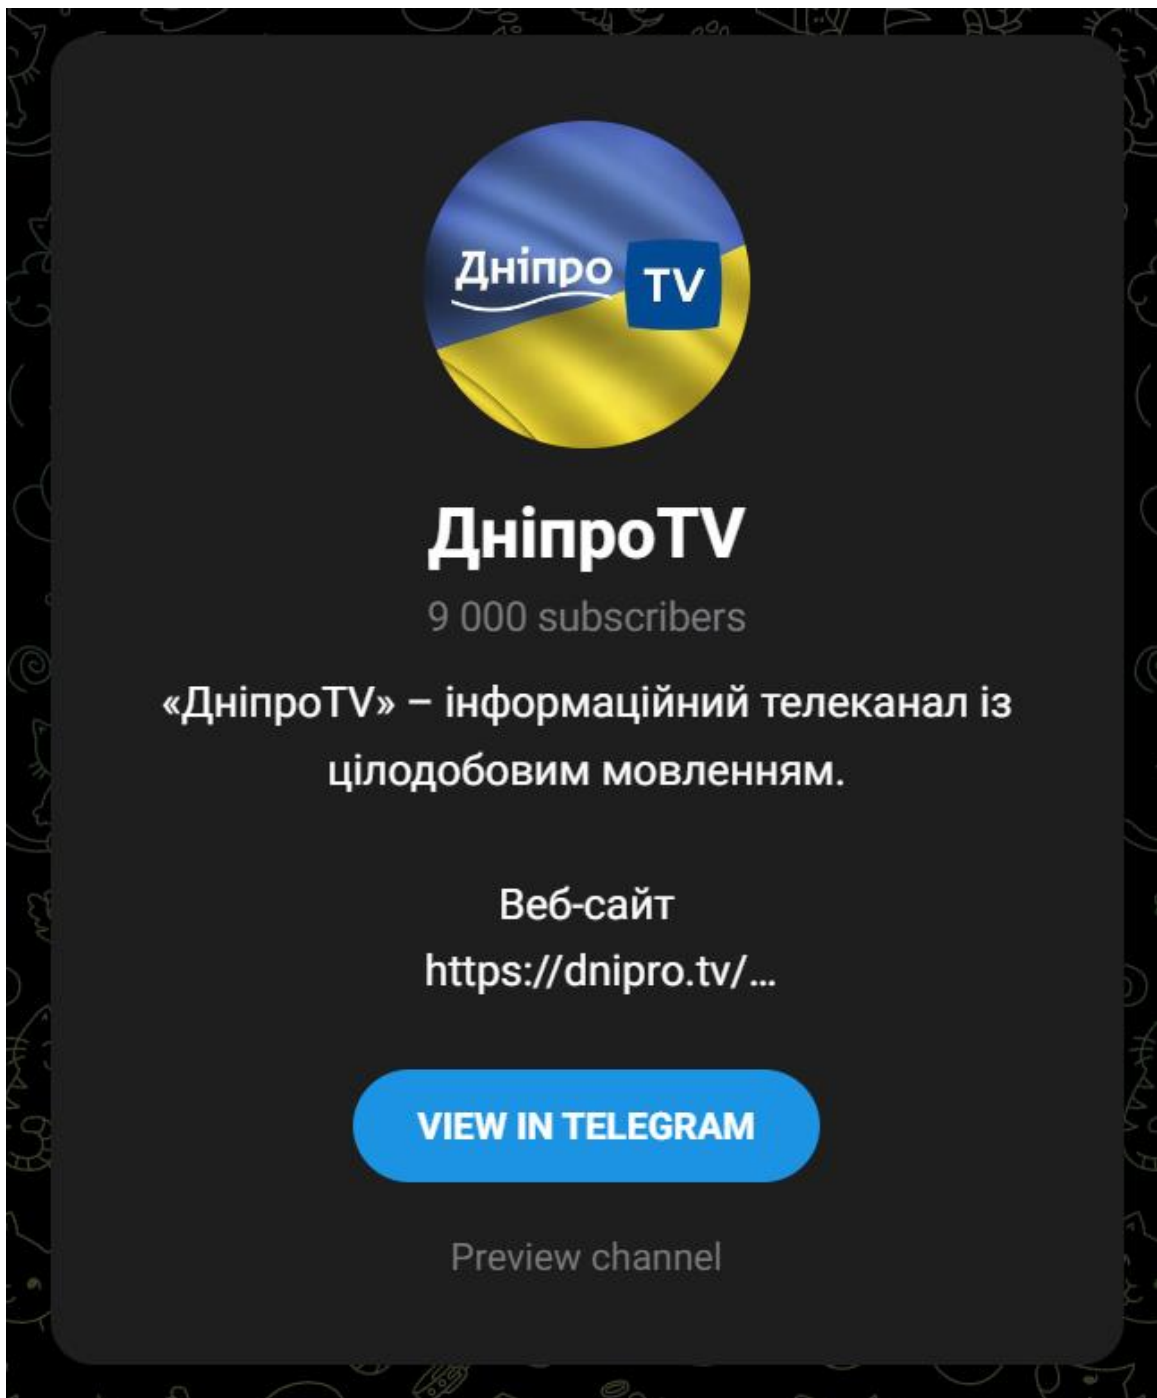 Дніпро TV
ДніпроTV
9 000 subscribers
«ДніпроTV» – інформаційний телеканал із
цілодобовим мовленням.
Веб-сайт
https://dnipro.tv/...
VIEW IN TELEGRAM
Preview channel